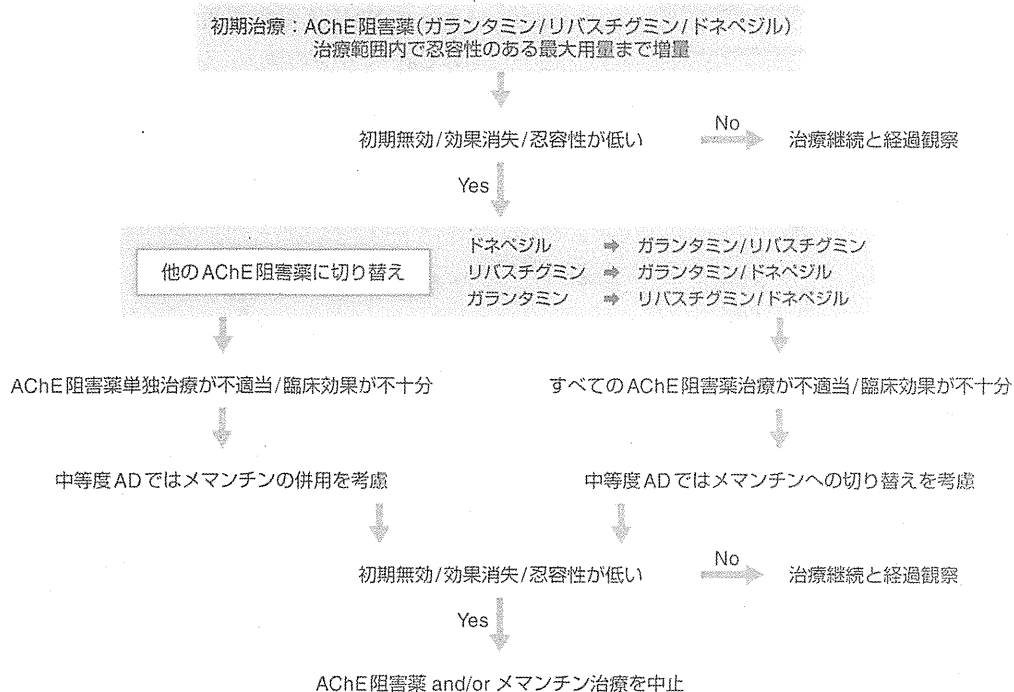 初期治療：AChE阻害薬（ガランタミン/リバスチグミン/ドネペジル）
治療範囲内で忍容性のある最大用量まで増量
初期無効/効果消失/忍容性が低い
No
治療継続と経過観察
Yes
他のAChE阻害薬に切り替え
ドネペジル ➡ ガランタミン/リバスチグミン
リバスチグミン ➡ ガランタミン/ドネペジル
ガランタミン ➡ リバスチグミン/ドネペジル
AChE阻害薬単独治療が不適当/臨床効果が不十分
すべてのAChE阻害薬治療が不適当/臨床効果が不十分
中等度ADではメマンチンの併用を考慮
中等度ADではメマンチンへの切り替えを考慮
初期無効/効果消失/忍容性が低い
No
治療継続と経過観察
Yes
AChE阻害薬 and/or メマンチン治療を中止